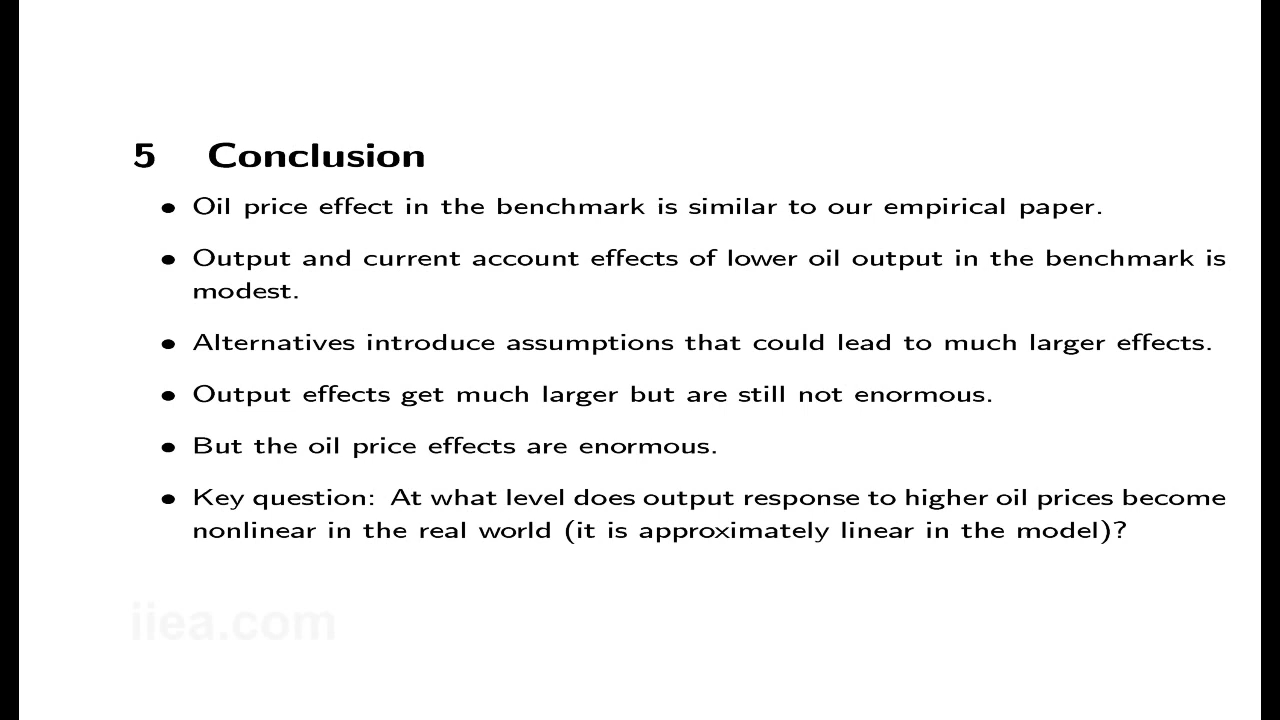 5 Conclusion
• Oil price effect in the benchmark is similar to our empirical paper.
• Output and current account effects of lower oil output in the benchmark is
modest.
• Alternatives introduce assumptions that could lead to much larger effects.
• Output effects get much larger but are still not enormous.
• But the oil price effects are enormous.
• Key question: At what level does output response to higher oil prices become
nonlinear in the real world (it is approximately linear in the model)?
iiea.com